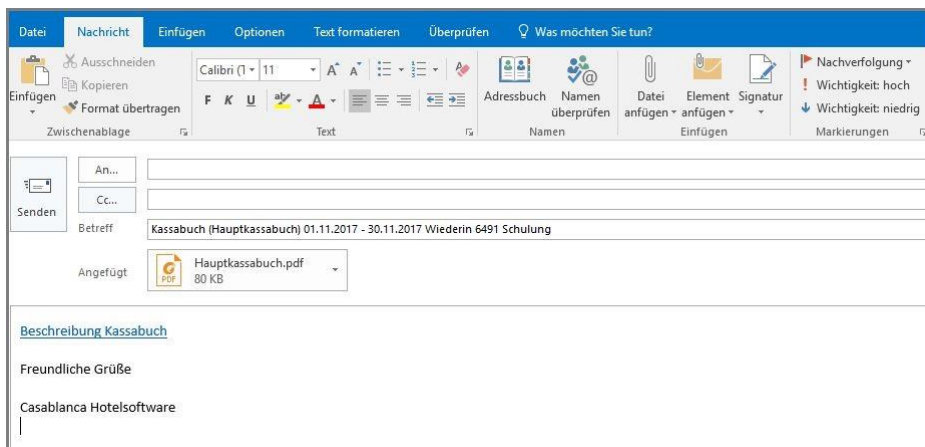 Datei Nachricht Einfügen Optionen Text formatieren Überprüfen Was möchten Sie tun?
Einfügen
Ausschneiden
Kopieren
Format übertragen
Zwischenablage
Calibri (T 11
F K U
Text
Adressbuch
Namen überprüfen
Namen
Datei anfügen
Element anfügen
Signatur
Einfügen
Nachverfolgung
Wichtigkeit: hoch
Wichtigkeit: niedrig
Markierungen
Senden
An...
Cc...
Betreff Kassabuch (Hauptkassabuch) 01.11.2017 - 30.11.2017 Wiederin 6491 Schulung
Angefügt
PDF
Hauptkassabuch.pdf
80 KB
Beschreibung Kassabuch
Freundliche Grüße
Casablanca Hotelsoftware